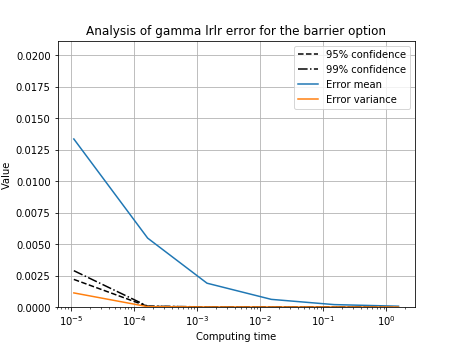 Analysis of gamma lrlr error for the barrier option
0.0200
0.0175
0.0150
0.0125
0.0100
0.0075
0.0050
0.0025
0.0000
Value
95% confidence
99% confidence
Error mean
Error variance
10⁻⁵ 10⁻⁴ 10⁻³ 10⁻² 10⁻¹ 10⁰
Computing time